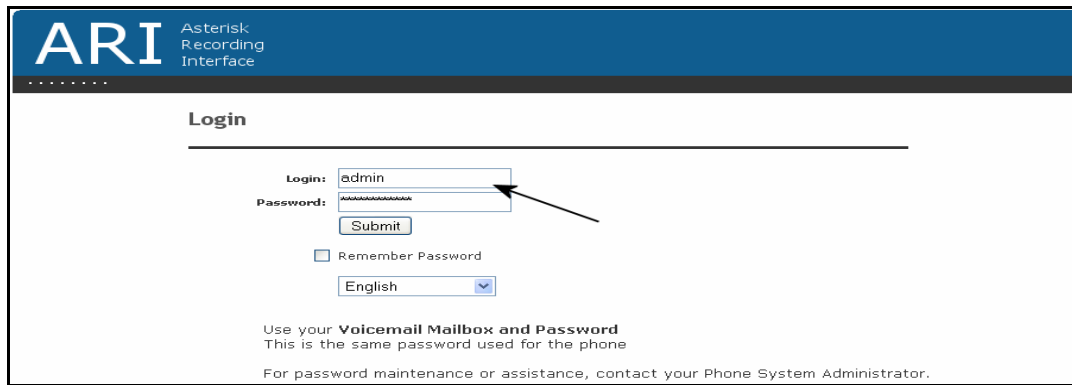 ARI
Asterisk
Recording
Interface
Login
Login: admin
Password: ************
Submit
Remember Password
English
Use your Voicemail Mailbox and Password
This is the same password used for the phone
For password maintenance or assistance, contact your Phone System Administrator.